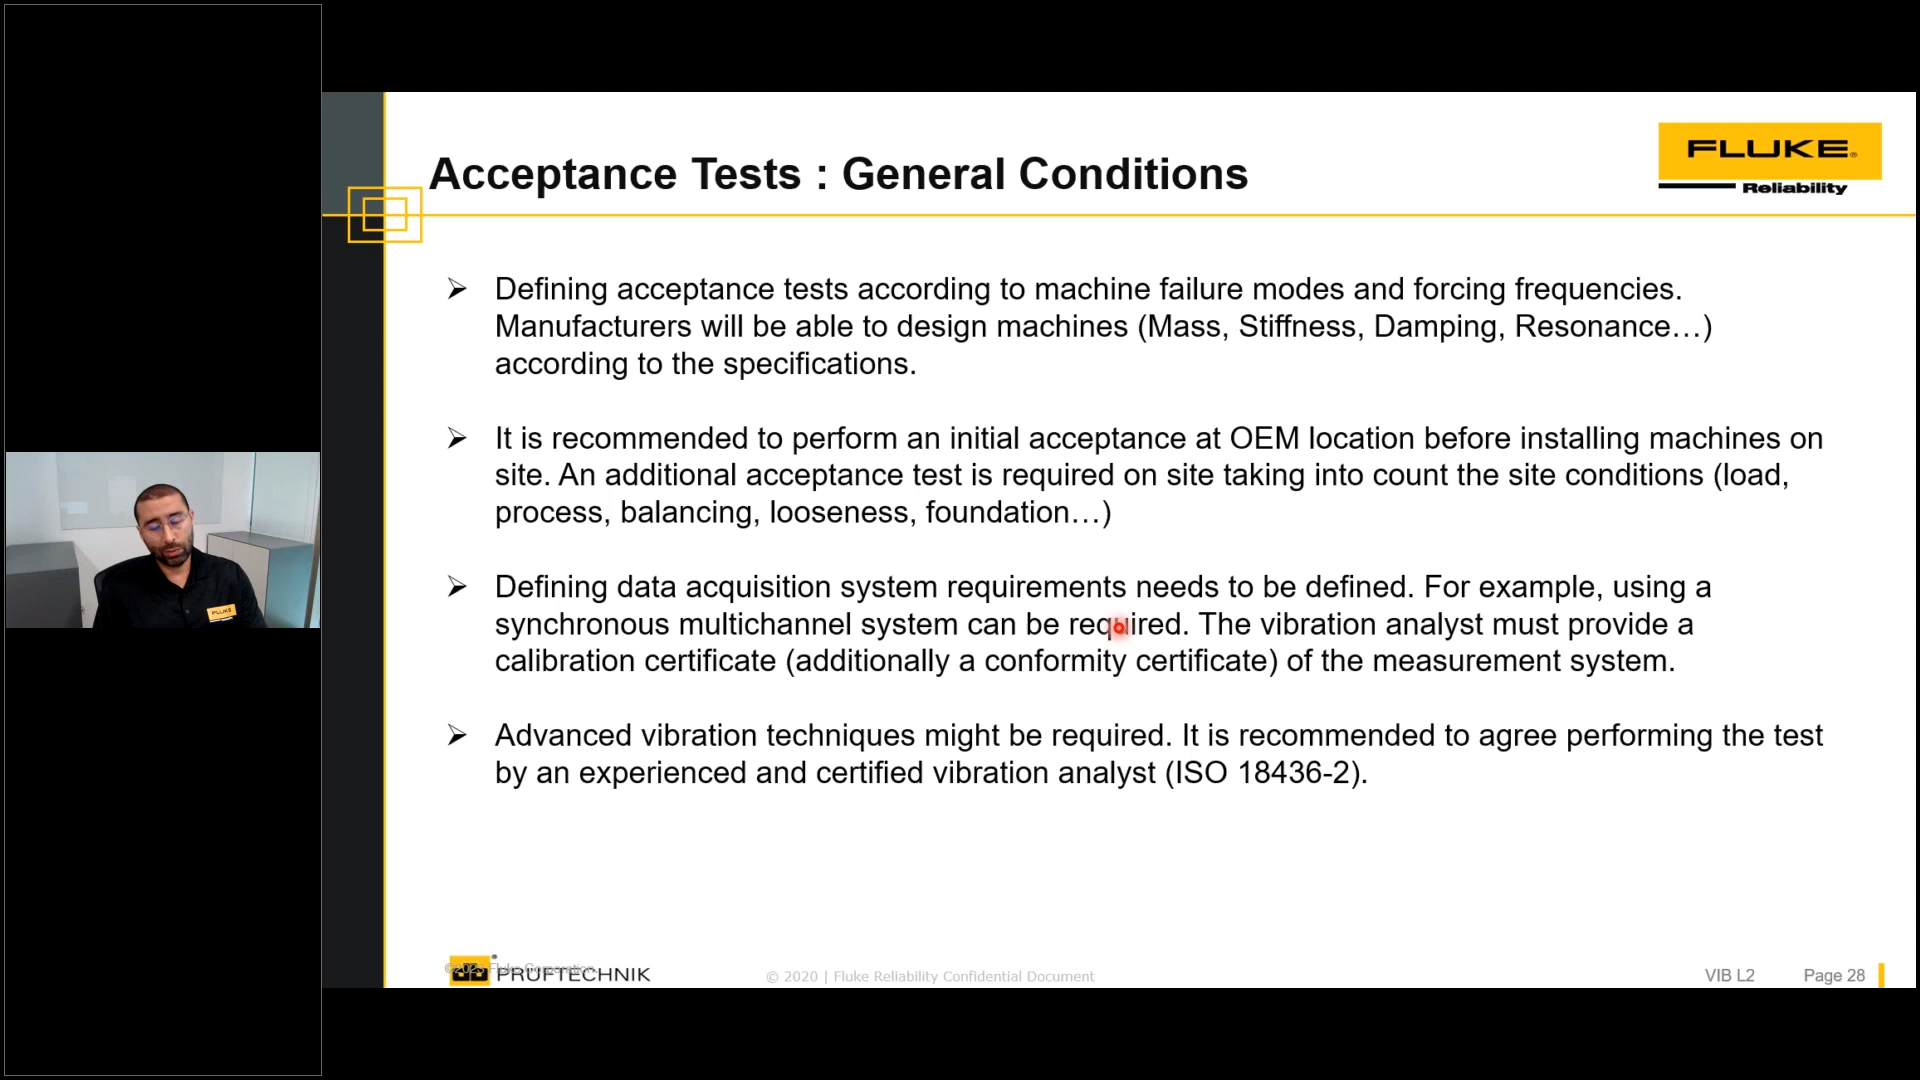 Acceptance Tests : General Conditions
FLUKE®
Reliability
➢ Defining acceptance tests according to machine failure modes and forcing frequencies.
Manufacturers will be able to design machines (Mass, Stiffness, Damping, Resonance…)
according to the specifications.
➢ It is recommended to perform an initial acceptance at OEM location before installing machines on
site. An additional acceptance test is required on site taking into count the site conditions (load,
process, balancing, looseness, foundation…)
➢ Defining data acquisition system requirements needs to be defined. For example, using a
synchronous multichannel system can be required. The vibration analyst must provide a
calibration certificate (additionally a conformity certificate) of the measurement system.
➢ Advanced vibration techniques might be required. It is recommended to agree performing the test
by an experienced and certified vibration analyst (ISO 18436-2).
FLUKE
Fluke Corporation
PRÜFTECHNIK
© 2020 | Fluke Reliability Confidential Document
VIB L2
Page 28